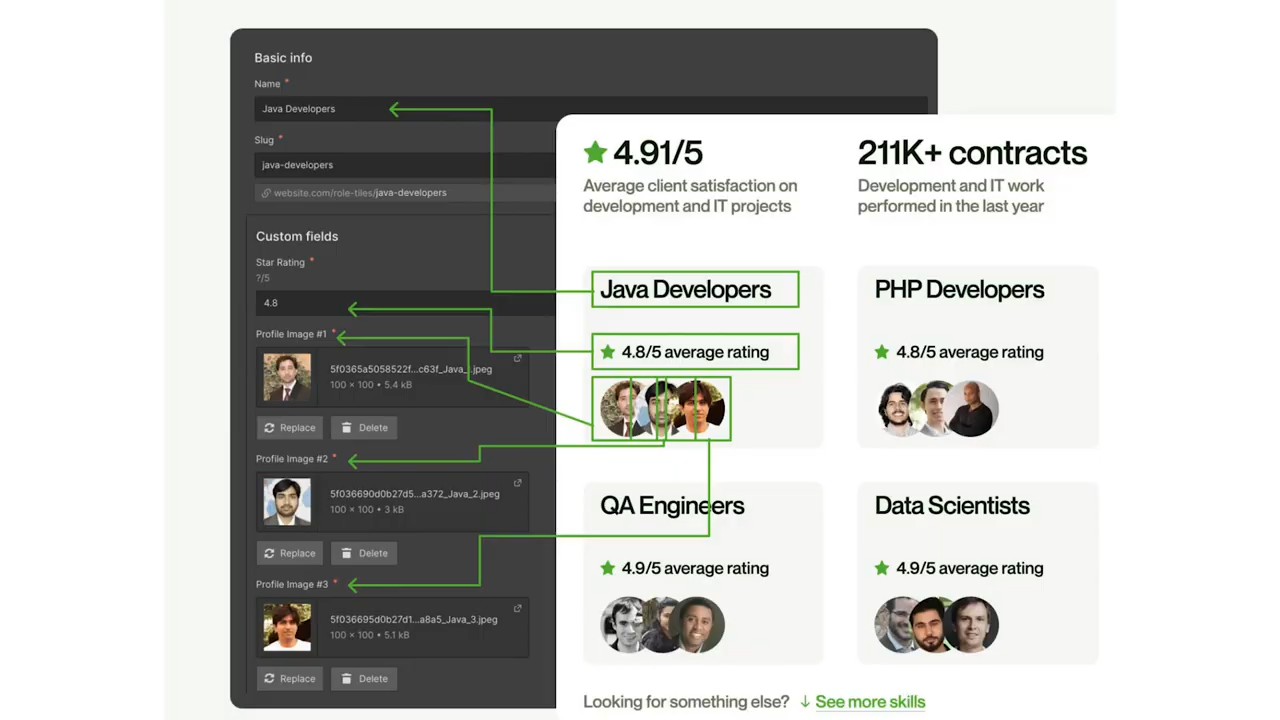 Basic info
Name *
Java Developers
Slug *
java-developers
website.com/role-tiles/java-developers
Custom fields
Star Rating *
?/5
4.8
Profile Image #1 *
5f0365a5058522f...c63f_Java_.jpeg
100 × 100 • 5.4 kB
Replace
Delete
Profile Image #2 *
5f036690d0b27d5...a372_Java_2.jpeg
100 × 100 • 3 kB
Replace
Delete
Profile Image #3 *
5f036695d0b27d1...a8a5_Java_3.jpeg
100 × 100 • 5.1 kB
Replace
Delete
4.91/5
Average client satisfaction on
development and IT projects
211K+ contracts
Development and IT work
performed in the last year
Java Developers
4.8/5 average rating
PHP Developers
4.8/5 average rating
QA Engineers
4.9/5 average rating
Data Scientists
4.9/5 average rating
Looking for something else? ↓ See more skills